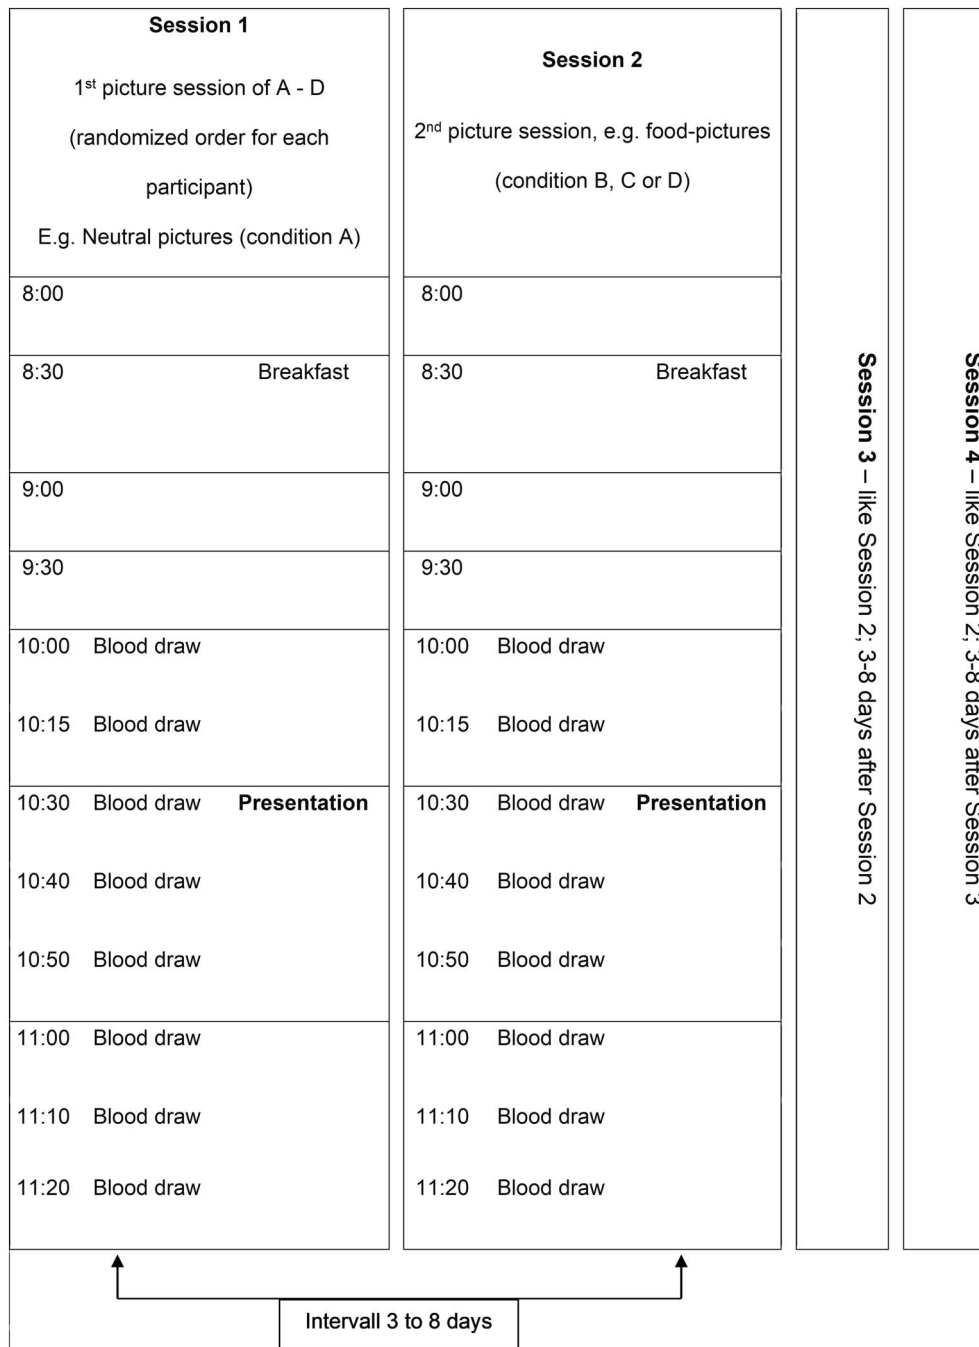 Session 1
1st picture session of A - D
(randomized order for each
participant)
E.g. Neutral pictures (condition A)
8:00
8:30 Breakfast
9:00
9:30
10:00 Blood draw
10:15 Blood draw
10:30 Blood draw Presentation
10:40 Blood draw
10:50 Blood draw
11:00 Blood draw
11:10 Blood draw
11:20 Blood draw
Session 2
2nd picture session, e.g. food-pictures
(condition B, C or D)
8:00
8:30 Breakfast
9:00
9:30
10:00 Blood draw
10:15 Blood draw
10:30 Blood draw Presentation
10:40 Blood draw
10:50 Blood draw
11:00 Blood draw
11:10 Blood draw
11:20 Blood draw
Session 3 – like Session 2; 3-8 days after Session 2
Session 4 – like Session 2; 3-8 days after Session 3
Intervall 3 to 8 days